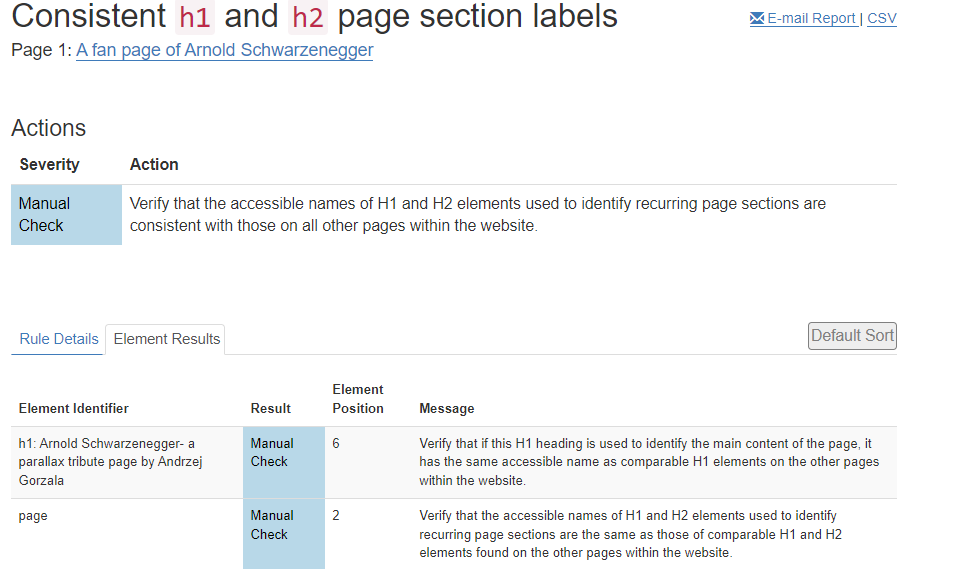 Consistent h1 and h2 page section labels
E-mail Report | CSV
Page 1: A fan page of Arnold Schwarzenegger
Actions
Severity Action
Manual Check
Verify that the accessible names of H1 and H2 elements used to identify recurring page sections are
consistent with those on all other pages within the website.
Rule Details Element Results Default Sort
Element Identifier Result Element Position Message
h1: Arnold Schwarzenegger- a
parallax tribute page by Andrzej
Gorzala
Manual
Check
6
Verify that if this H1 heading is used to identify the main content of the page, it
has the same accessible name as comparable H1 elements on the other pages
within the website.
page
Manual
Check
2
Verify that the accessible names of H1 and H2 elements used to identify
recurring page sections are the same as those of comparable H1 and H2
elements found on the other pages within the website.